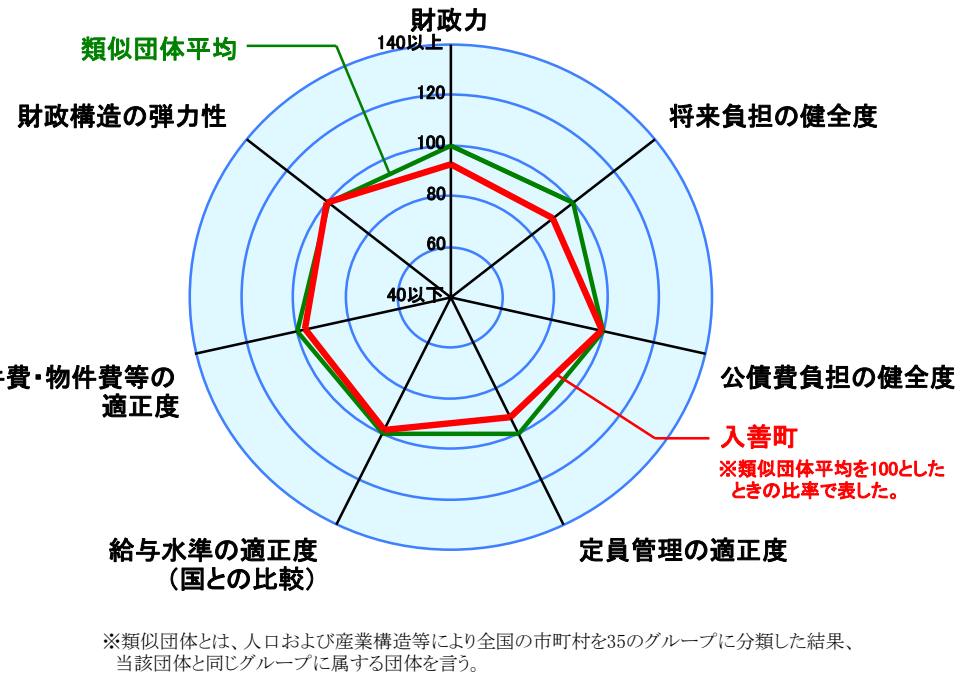 財政力
140以上
類似団体平均
120
財政構造の弾力性
将来負担の健全度
100
80
60
40以下
件費・物件費等の
適正度
公債費負担の健全度
入善町
※類似団体平均を100とした
ときの比率で表した。
給与水準の適正度
(国との比較)
定員管理の適正度
※類似団体とは、人口および産業構造等により全国の市町村を35のグループに分類した結果、
当該団体と同じグループに属する団体を言う。